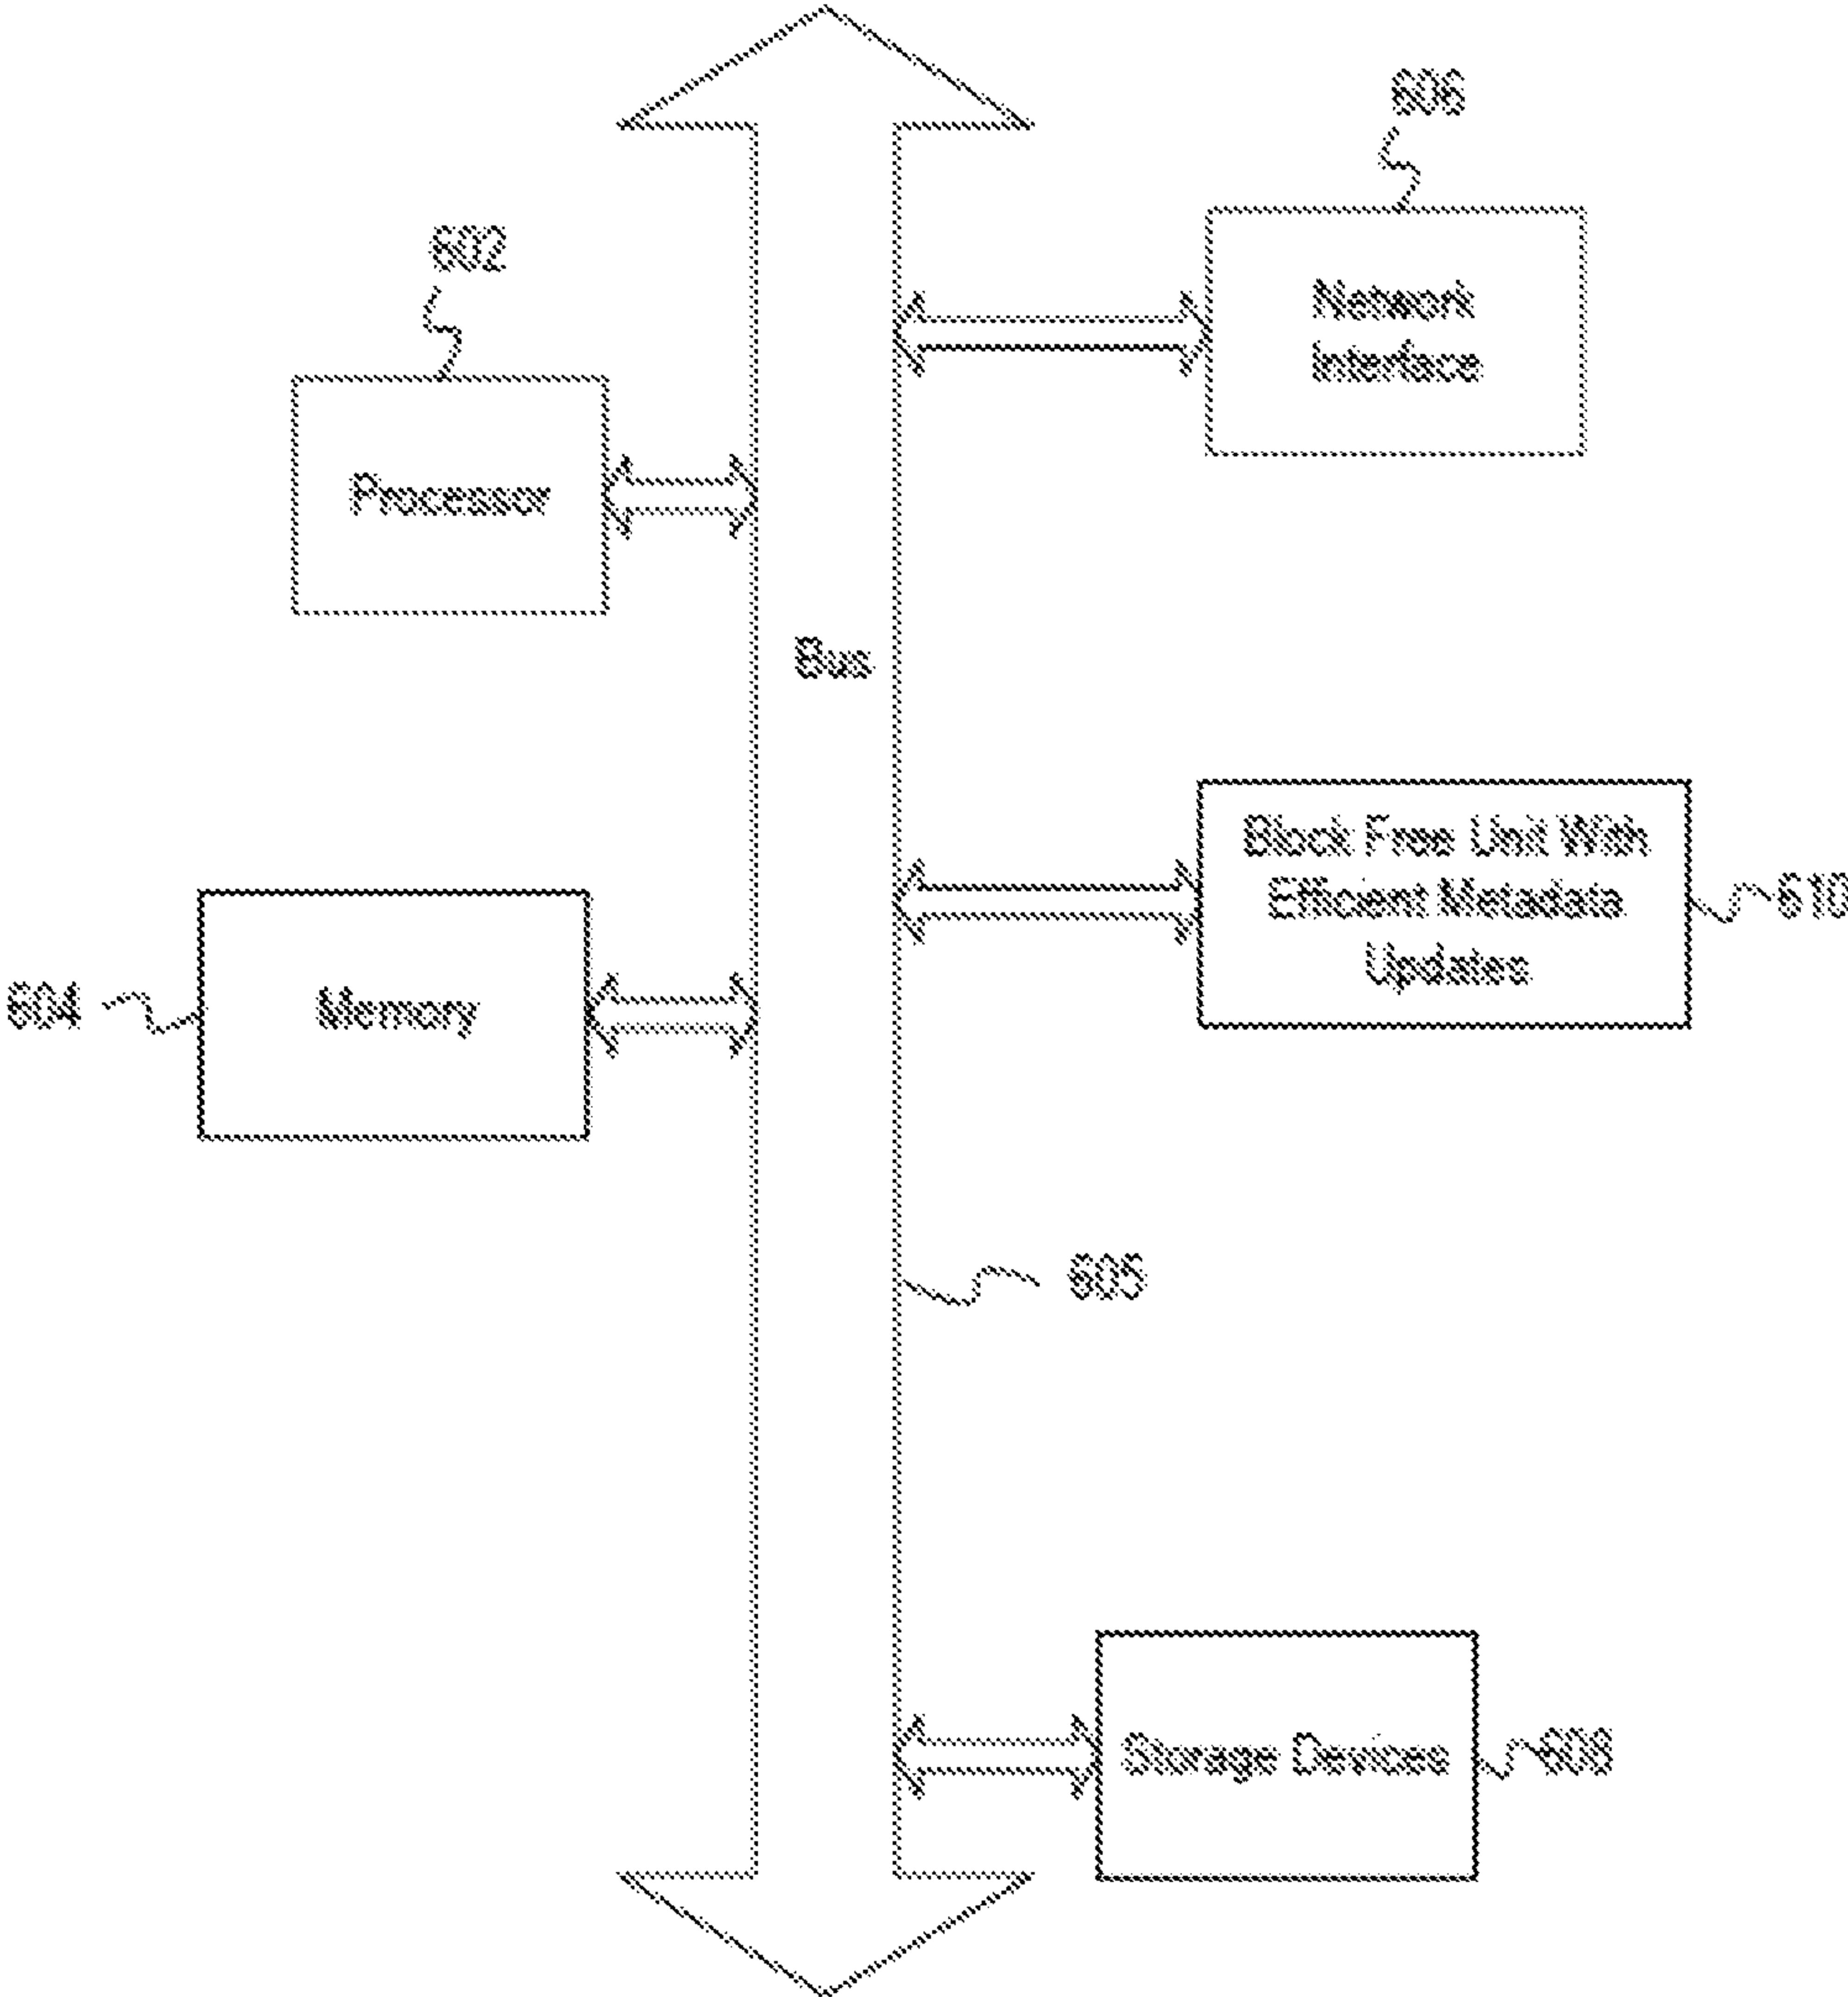 606
602
Network
Interface
Processor
Bus
Block Free Unit With
Efficient Metadata
Updates
610
604
Memory
605
Storage Devices
608